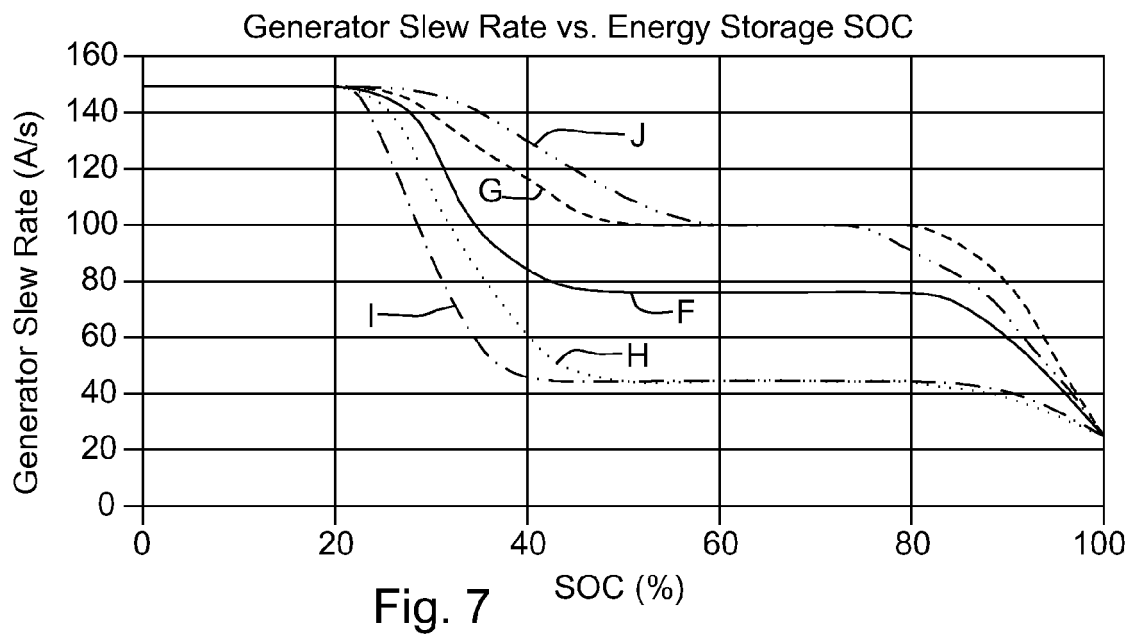 Generator Slew Rate vs. Energy Storage SOC
Generator Slew Rate (A/s)
160
140
120
100
80
60
40
20
0
J
G
I
F
H
0 20 40 60 80 100
SOC (%)
Fig. 7